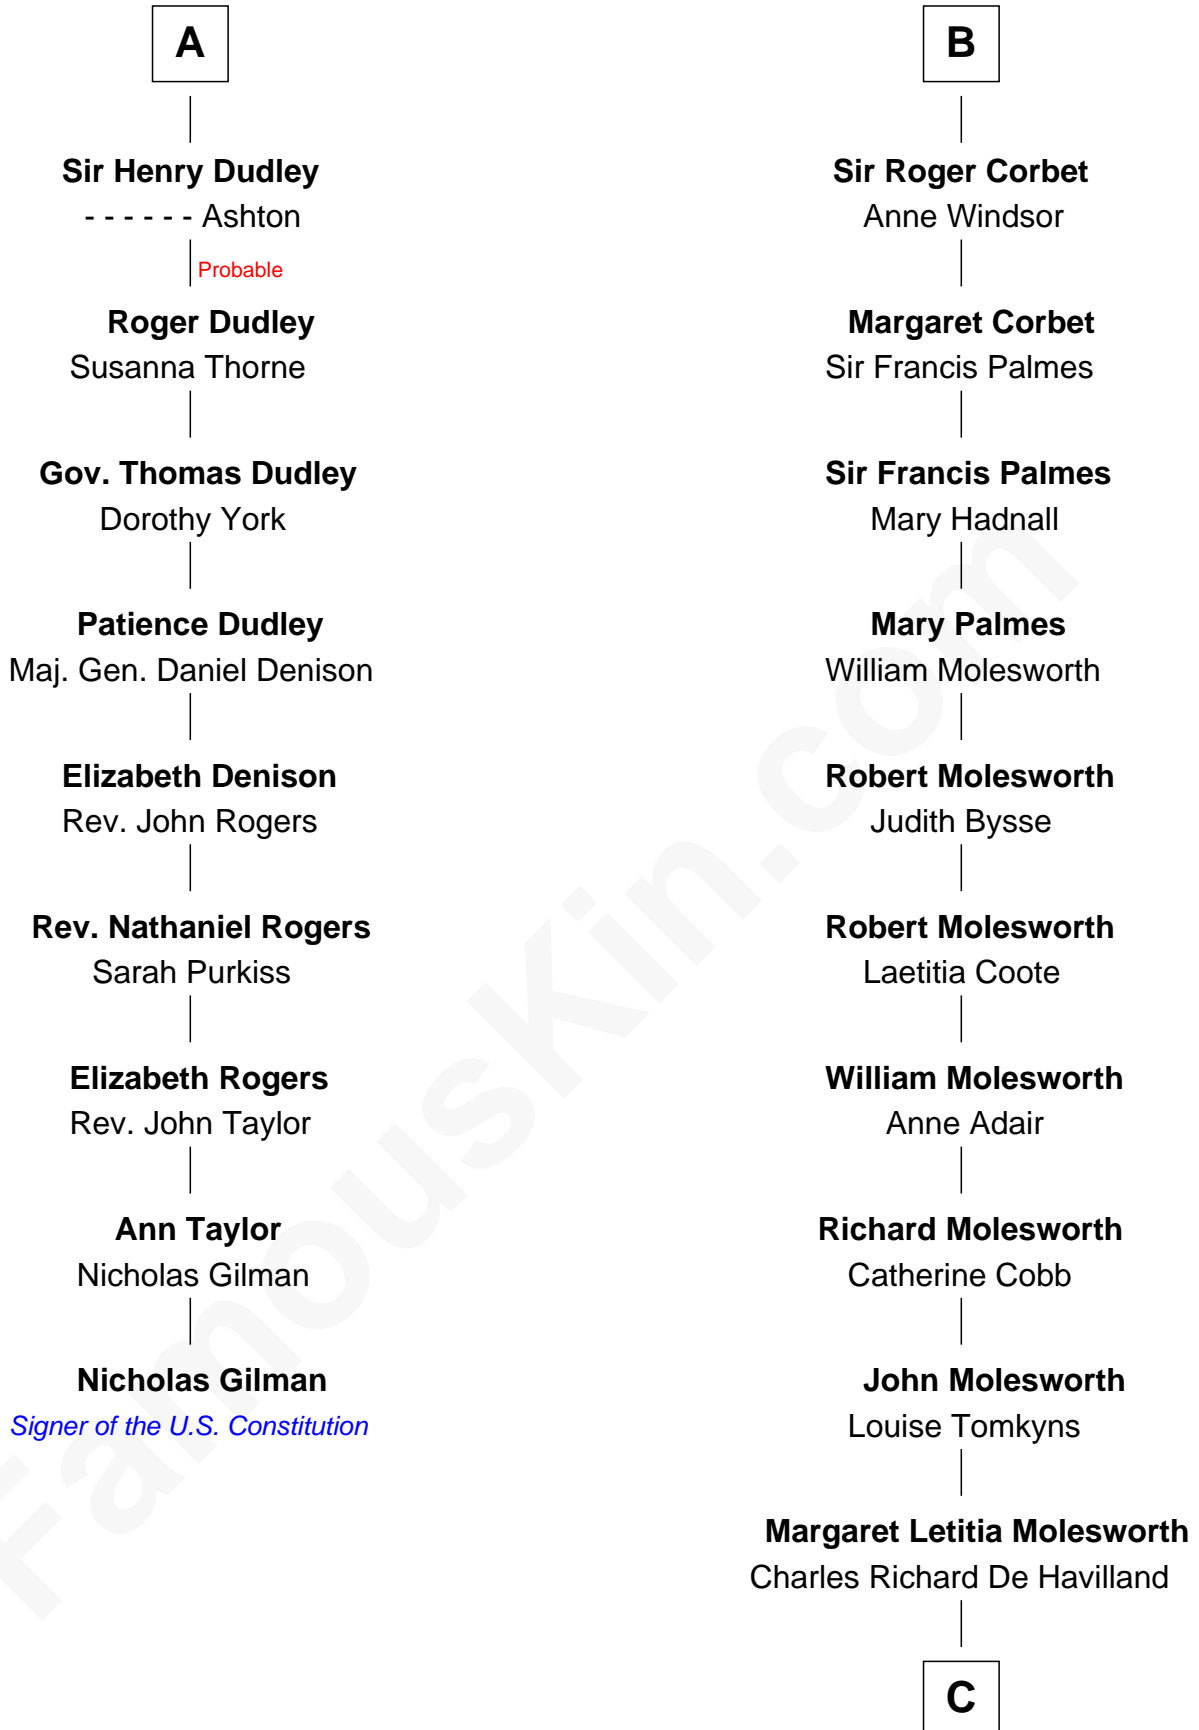 A
Sir Henry Dudley
- - - - - - Ashton
Probable
Roger Dudley
Susanna Thorne
Gov. Thomas Dudley
Dorothy York
Patience Dudley
Maj. Gen. Daniel Denison
Elizabeth Denison
Rev. John Rogers
Rev. Nathaniel Rogers
Sarah Purkiss
Elizabeth Rogers
Rev. John Taylor
Ann Taylor
Nicholas Gilman
Nicholas Gilman
Signer of the U.S. Constitution
B
Sir Roger Corbet
Anne Windsor
Margaret Corbet
Sir Francis Palmes
Sir Francis Palmes
Mary Hadnall
Mary Palmes
William Molesworth
Robert Molesworth
Judith Bysse
Robert Molesworth
Laetitia Coote
William Molesworth
Anne Adair
Richard Molesworth
Catherine Cobb
John Molesworth
Louise Tomkyns
Margaret Letitia Molesworth
Charles Richard De Havilland
C
FamousKin.com